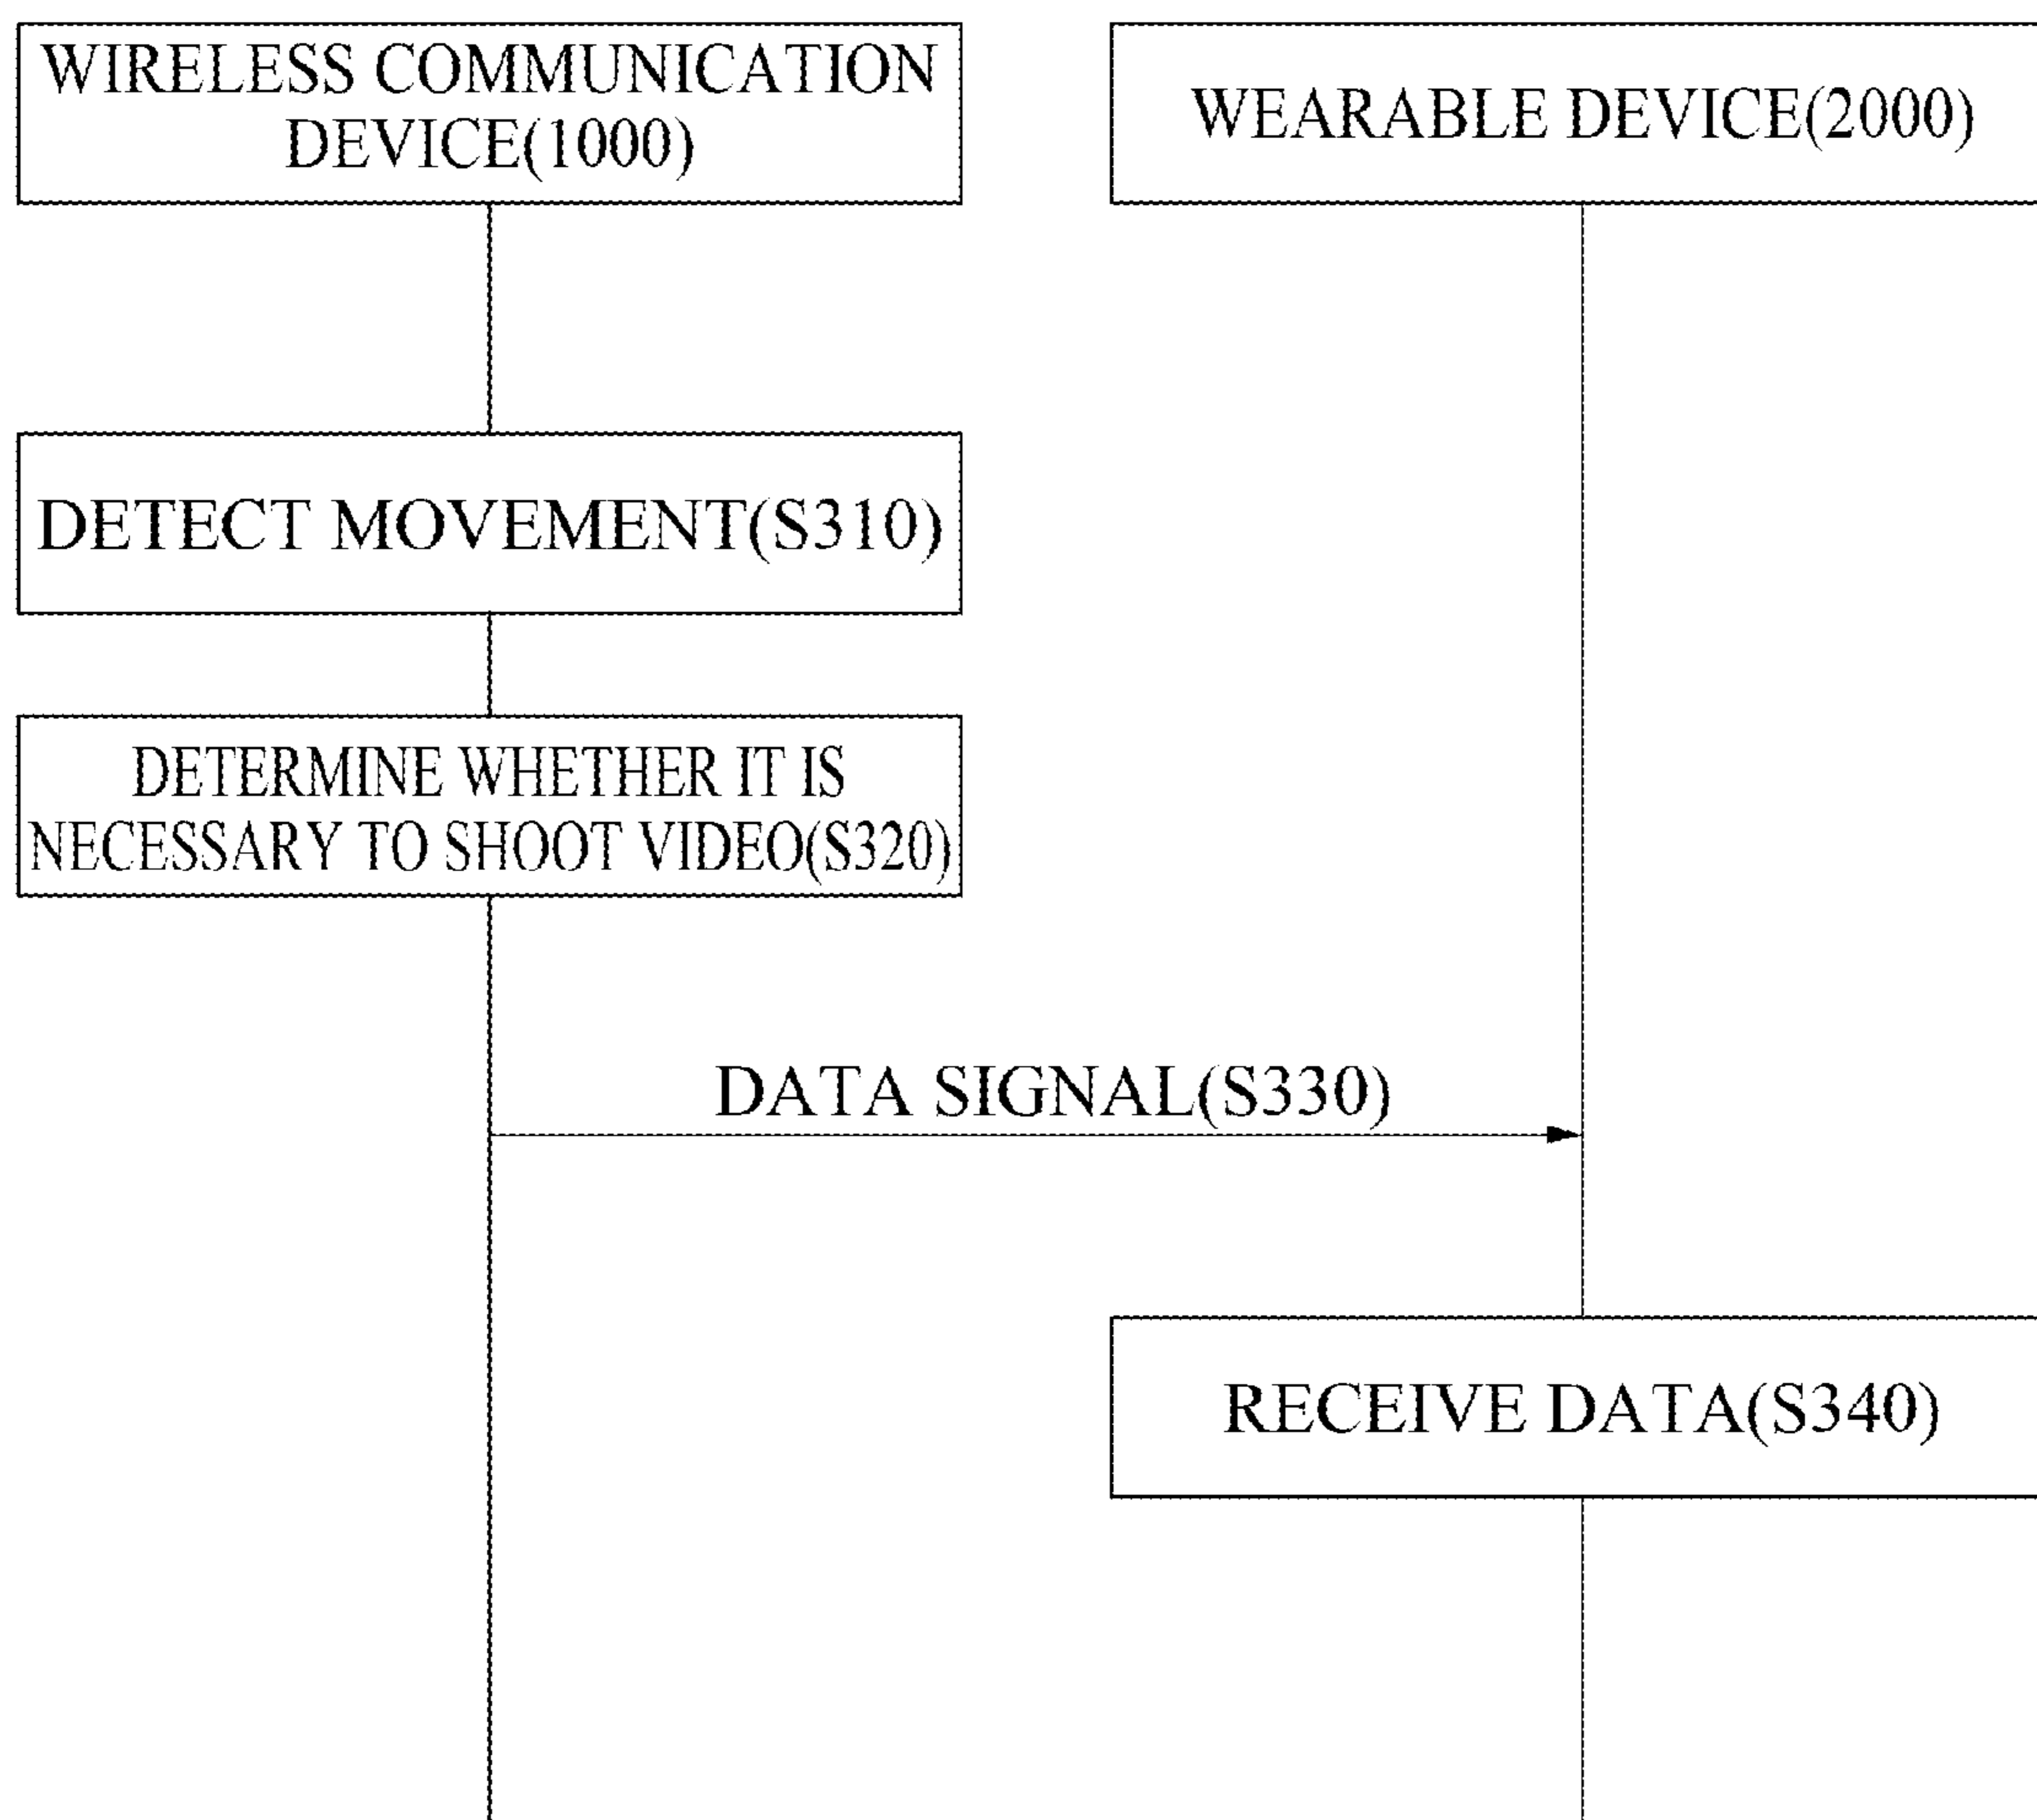 WIRELESS COMMUNICATION
DEVICE(1000)
WEARABLE DEVICE(2000)
DETECT MOVEMENT(S310)
DETERMINE WHETHER IT IS
NECESSARY TO SHOOT VIDEO(S320)
DATA SIGNAL(S330)
RECEIVE DATA(S340)